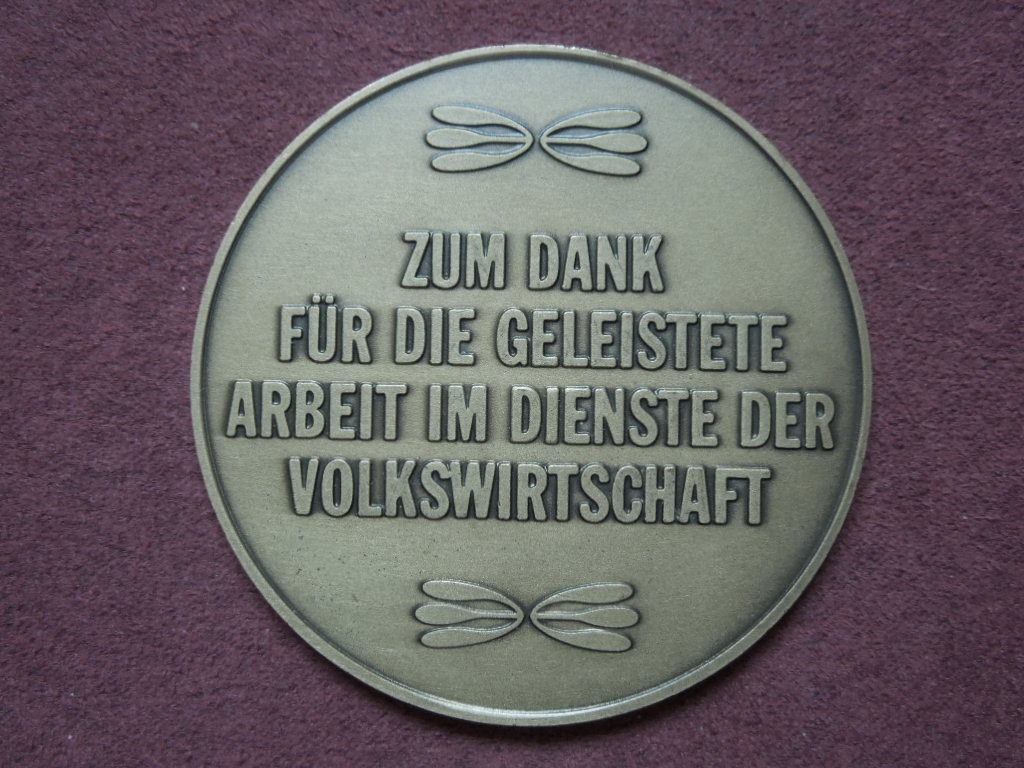 ZUM DANK
FÜR DIE GELEISTETE
ARBEIT IM DIENSTE DER
VOLKSWIRTSCHAFT